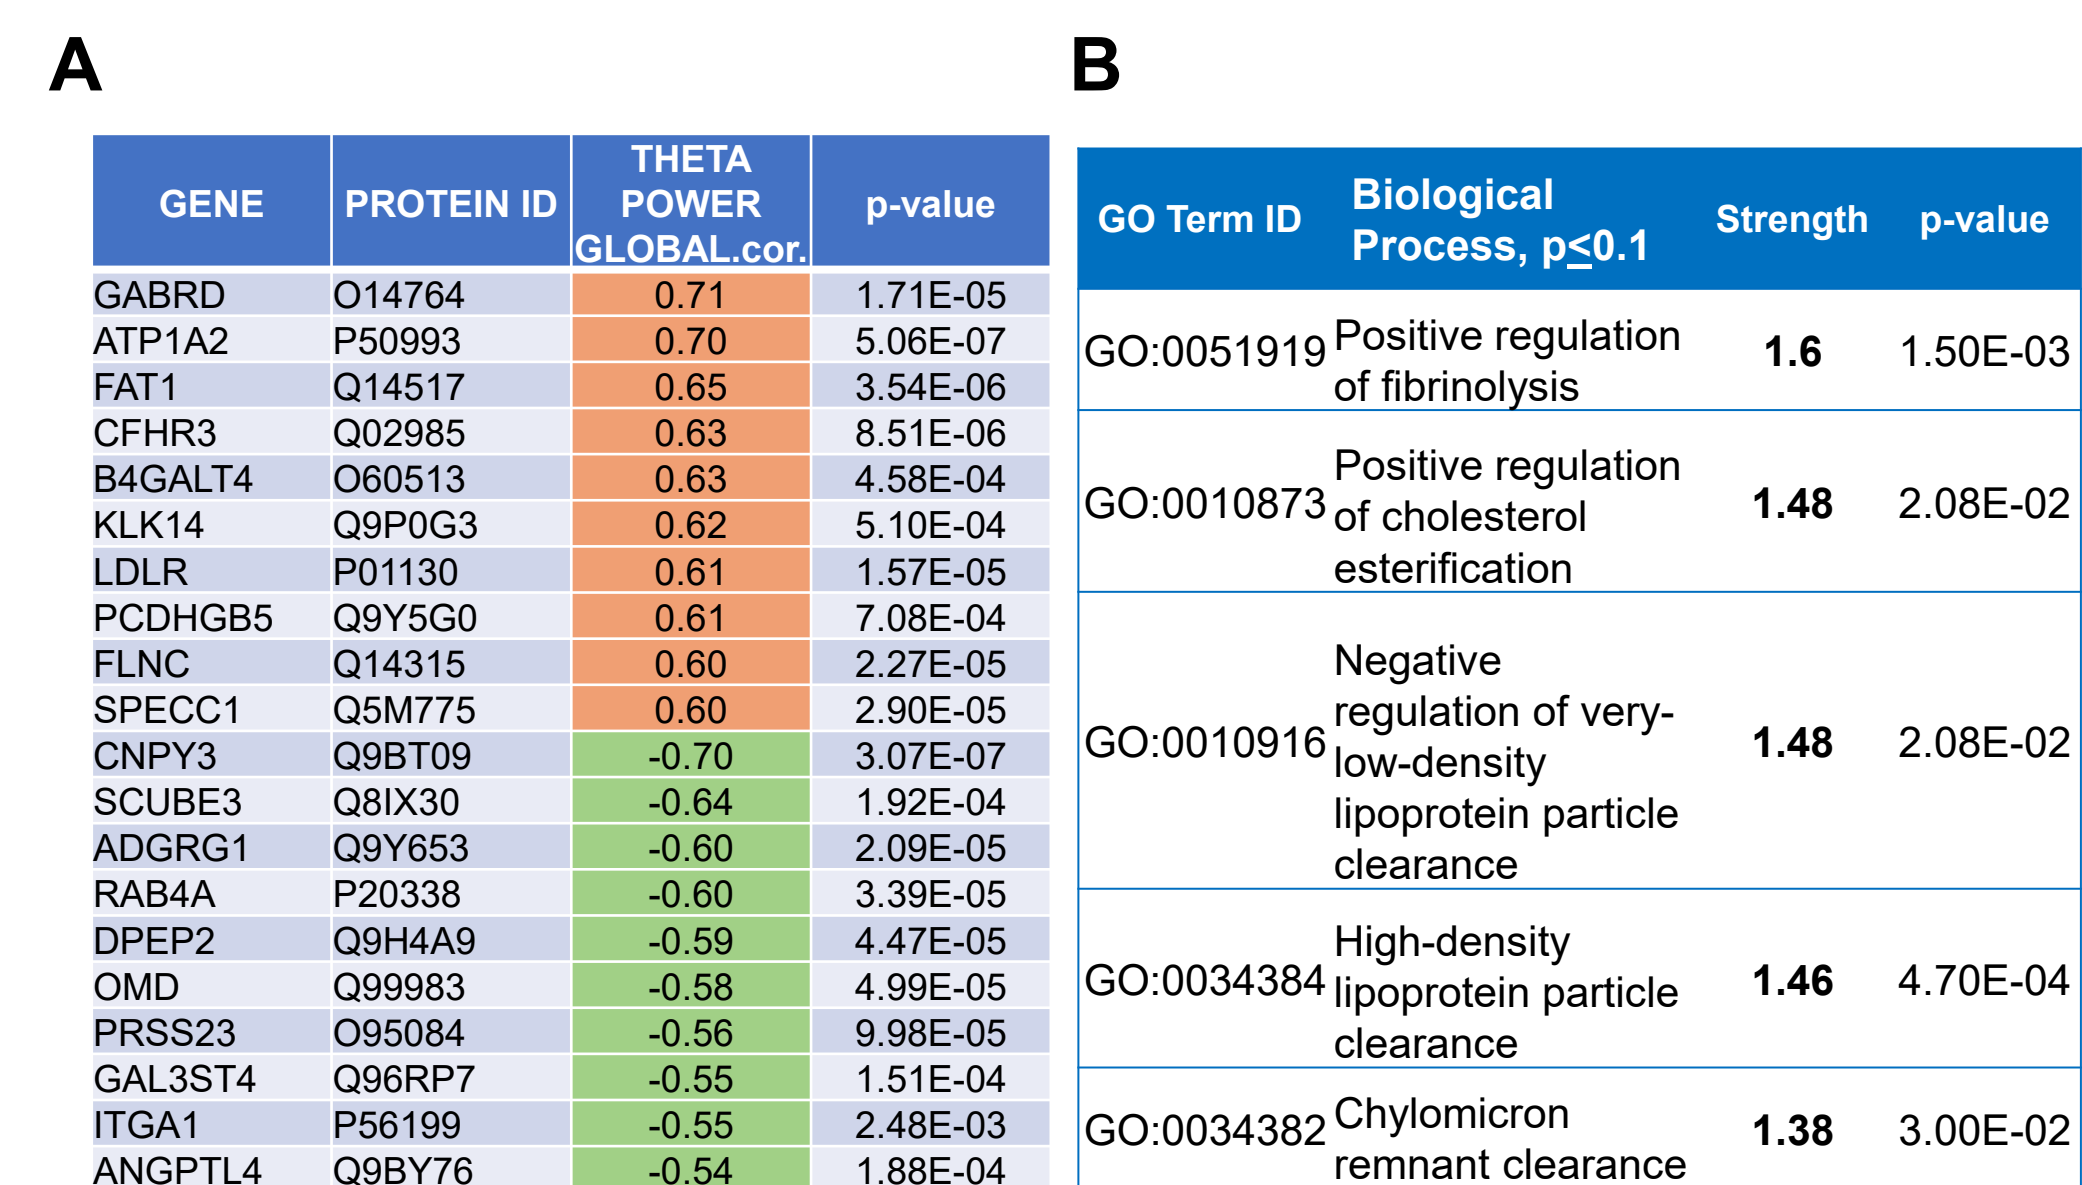 A
GENE PROTEIN ID THETA POWER GLOBAL.cor. p-value
GABRD O14764 0.71 1.71E-05
ATP1A2 P50993 0.70 5.06E-07
FAT1 Q14517 0.65 3.54E-06
CFHR3 Q02985 0.63 8.51E-06
B4GALT4 O60513 0.63 4.58E-04
KLK14 Q9P0G3 0.62 5.10E-04
LDLR P01130 0.61 1.57E-05
PCDHGB5 Q9Y5G0 0.61 7.08E-04
FLNC Q14315 0.60 2.27E-05
SPECC1 Q5M775 0.60 2.90E-05
CNPY3 Q9BT09 -0.70 3.07E-07
SCUBE3 Q8IX30 -0.64 1.92E-04
ADGRG1 Q9Y653 -0.60 2.09E-05
RAB4A P20338 -0.60 3.39E-05
DPEP2 Q9H4A9 -0.59 4.47E-05
OMD Q99983 -0.58 4.99E-05
PRSS23 O95084 -0.56 9.98E-05
GAL3ST4 Q96RP7 -0.55 1.51E-04
ITGA1 P56199 -0.55 2.48E-03
ANGPTL4 Q9BY76 -0.54 1.88E-04
B
GO Term ID Biological Process, p≤0.1 Strength p-value
GO:0051919 Positive regulation of fibrinolysis 1.6 1.50E-03
GO:0010873 Positive regulation of cholesterol esterification 1.48 2.08E-02
GO:0010916 Negative regulation of very-low-density lipoprotein particle clearance 1.48 2.08E-02
GO:0034384 High-density lipoprotein particle clearance 1.46 4.70E-04
GO:0034382 Chylomicron remnant clearance 1.38 3.00E-02